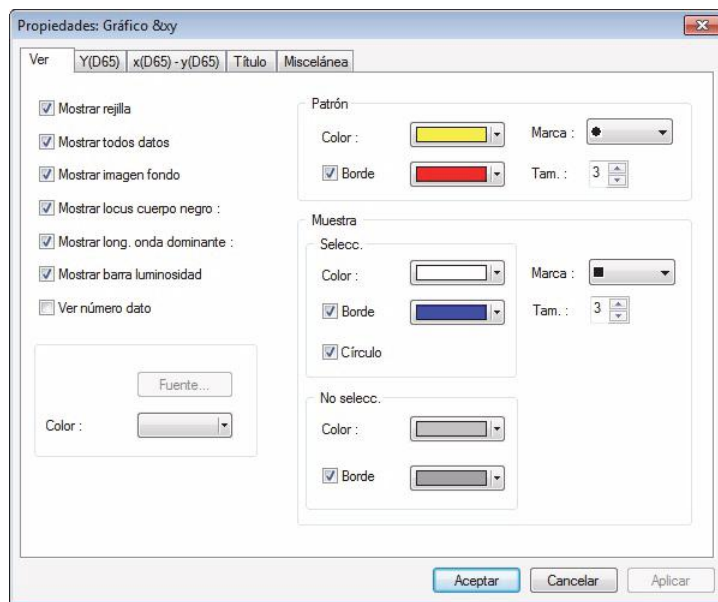 Propiedades: Gráfico &xy
Ver
Y(D65)
x(D65) - y(D65)
Título
Miscelánea
Mostrar rejilla
Mostrar todos datos
Mostrar imagen fondo
Mostrar locus cuerpo negro :
Mostrar long. onda dominante :
Mostrar barra luminosidad
Ver número dato
Fuente...
Color :
Patrón
Color :
Marca :
Borde
Tam. :
3
Muestra
Selecc.
Color :
Marca :
Borde
Tam. :
3
Círculo
No selecc.
Color :
Borde
Aceptar
Cancelar
Aplicar